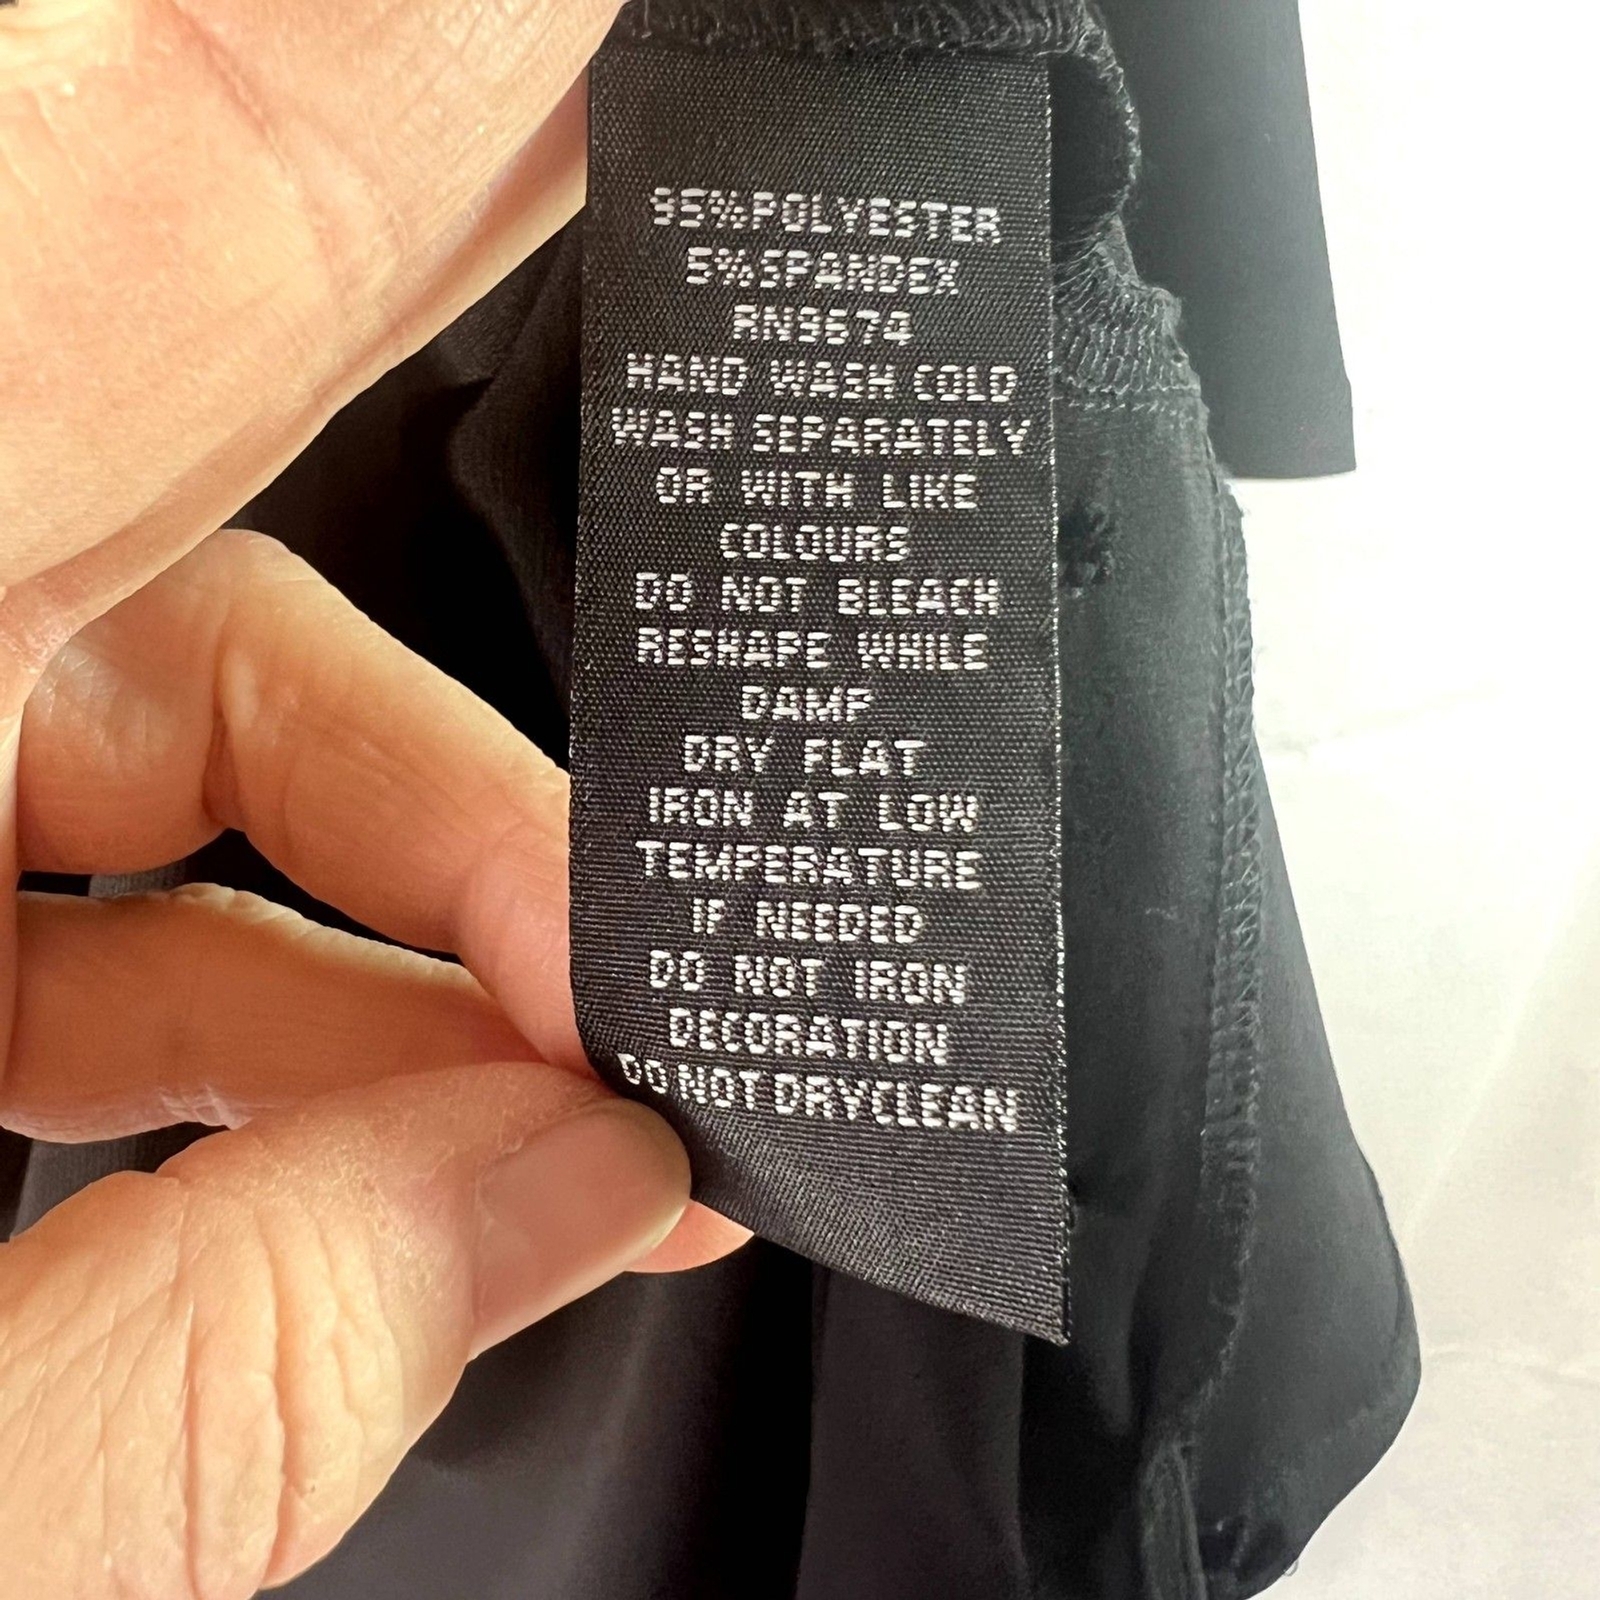 95%POLYESTER
5%SPANDEX
RN9674
HAND WASH COLD
WASH SEPARATELY
OR WITH LIKE
COLOURS
DO NOT BLEACH
RESHAPE WHILE
DAMP
DRY FLAT
IRON AT LOW
TEMPERATURE
IF NEEDED
DO NOT IRON
DECORATION
DO NOT DRYCLEAN